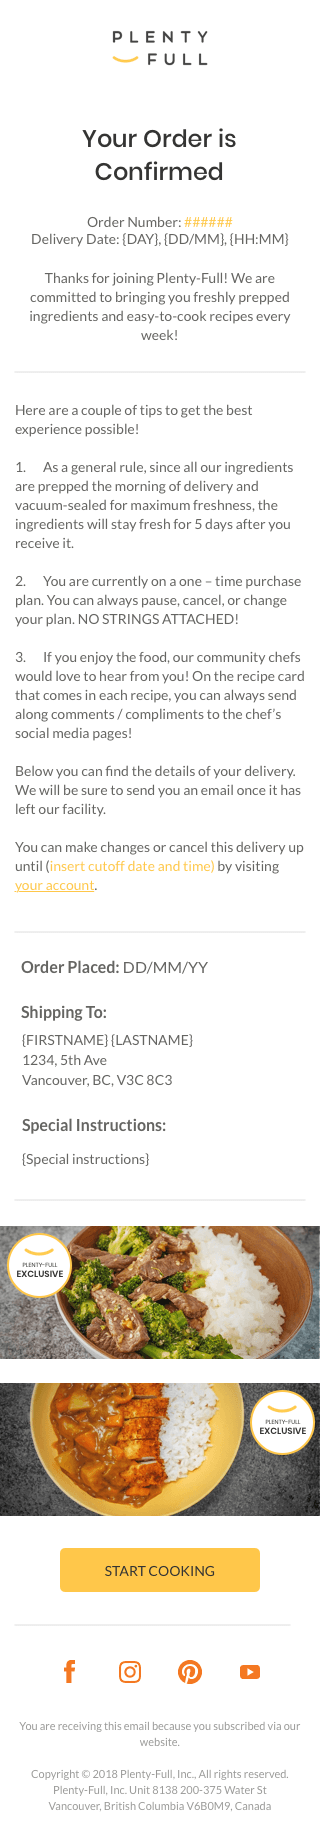 PLENTY
FULL
Your Order is
Confirmed
Order Number: ######
Delivery Date: {DAY}, {DD/MM}, {HH:MM}
Thanks for joining Plenty-Full! We are
committed to bringing you freshly prepped
ingredients and easy-to-cook recipes every
week!
Here are a couple of tips to get the best
experience possible!
1. As a general rule, since all our ingredients
are prepped the morning of delivery and
vacuum-sealed for maximum freshness, the
ingredients will stay fresh for 5 days after you
receive it.
2. You are currently on a one – time purchase
plan. You can always pause, cancel, or change
your plan. NO STRINGS ATTACHED!
3. If you enjoy the food, our community chefs
would love to hear from you! On the recipe card
that comes in each recipe, you can always send
along comments / compliments to the chef's
social media pages!
Below you can find the details of your delivery.
We will be sure to send you an email once it has
left our facility.
You can make changes or cancel this delivery up
until (insert cutoff date and time) by visiting
your account.
Order Placed: DD/MM/YY
Shipping To:
{FIRSTNAME} {LASTNAME}
1234, 5th Ave
Vancouver, BC, V3C 8C3
Special Instructions:
{Special instructions}
PLENTY-FULL
EXCLUSIVE
PLENTY-FULL
EXCLUSIVE
START COOKING
You are receiving this email because you subscribed via our
website.
Copyright © 2018 Plenty-Full, Inc., All rights reserved.
Plenty-Full, Inc. Unit 8138 200-375 Water St
Vancouver, British Columbia V6B0M9, Canada